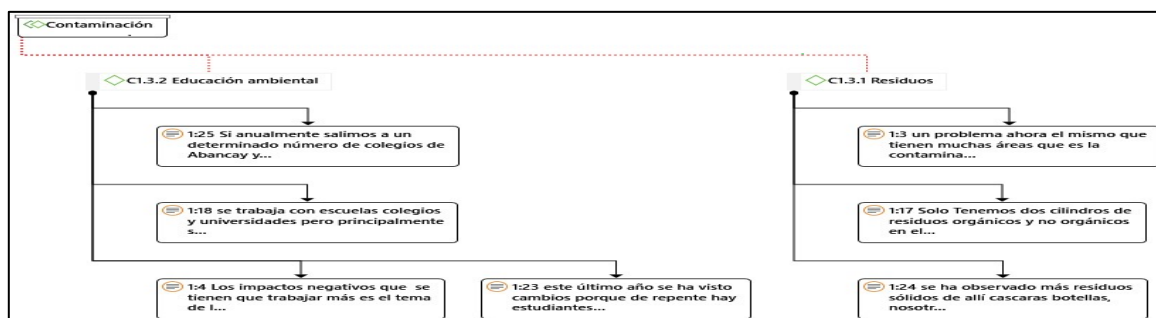 Contaminación
C1.3.2 Educación ambiental
C1.3.1 Residuos
1:25 Si anualmente salimos a un
determinado número de colegios de
Abancay y...
1:3 un problema ahora el mismo que
tienen muchas áreas que es la
contamina...
1:18 se trabaja con escuelas colegios
y universidades pero principalmente
s...
1:17 Solo Tenemos dos cilindros de
residuos orgánicos y no orgánicos
en el...
1:4 Los impactos negativos que se
tienen que trabajar más es el tema
de l...
1:23 este último año se ha visto
cambios porque de repente hay
estudiantes...
1:24 se ha observado más residuos
sólidos de allí cascaras botellas,
nosotr...